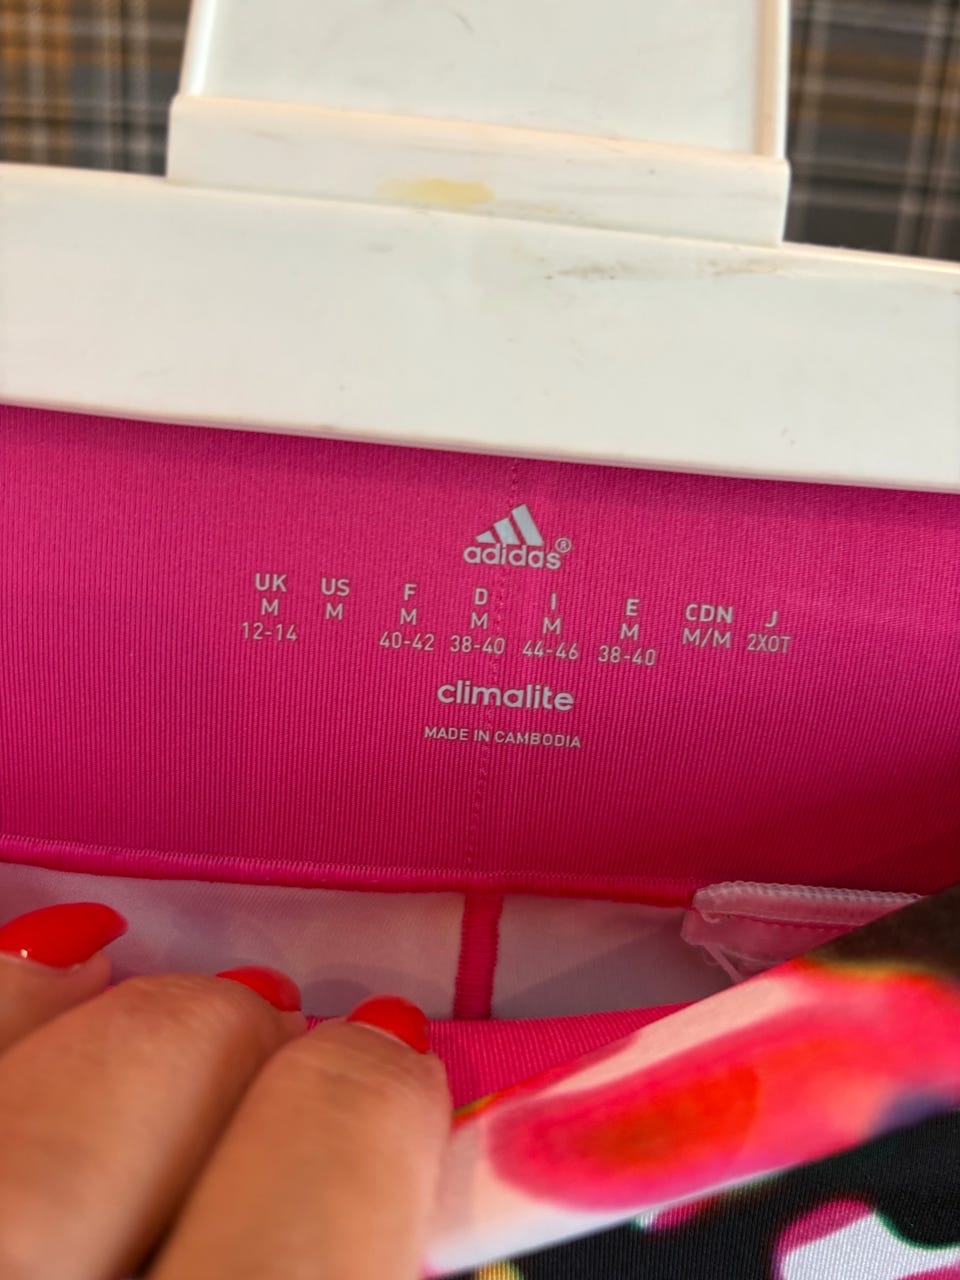 adidas®
UK US F D I E CDN J
M M M M M M M/M 2XOT
12-14 40-42 38-40 44-46 38-40
climalite
MADE IN CAMBODIA